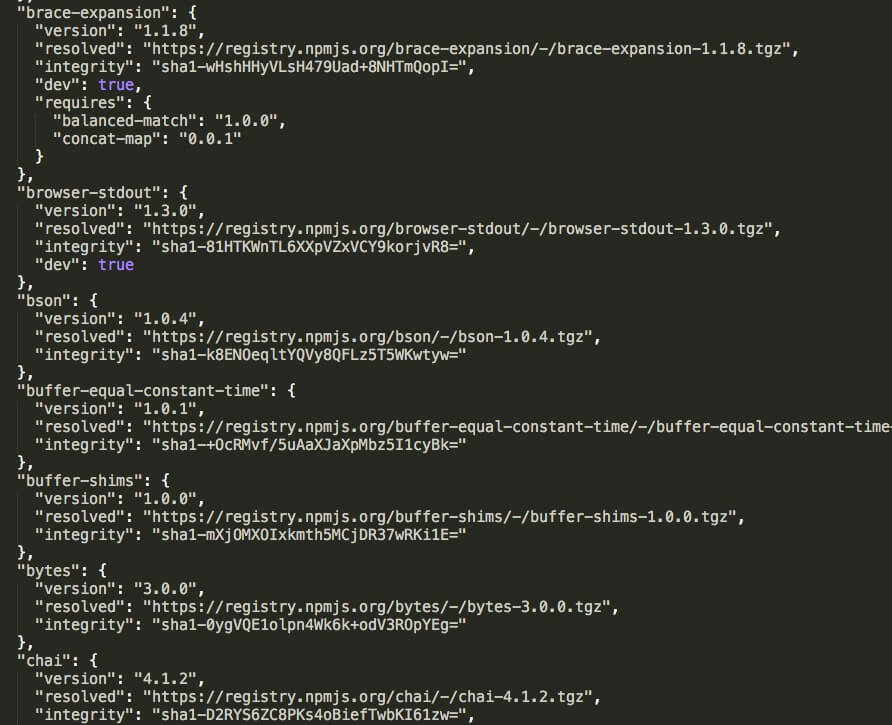 },
"brace-expansion": {
"version": "1.1.8",
"resolved": "https://registry.npmjs.org/brace-expansion/-/brace-expansion-1.1.8.tgz",
"integrity": "sha1-wHshHHyVLsH479Uad+8NHTmQopI=",
"dev": true,
"requires": {
"balanced-match": "1.0.0",
"concat-map": "0.0.1"
}
},
"browser-stdout": {
"version": "1.3.0",
"resolved": "https://registry.npmjs.org/browser-stdout/-/browser-stdout-1.3.0.tgz",
"integrity": "sha1-81HTKWnTL6XXpVZxVCY9korjvR8=",
"dev": true
},
"bson": {
"version": "1.0.4",
"resolved": "https://registry.npmjs.org/bson/-/bson-1.0.4.tgz",
"integrity": "sha1-k8ENOeqltYQVy8QFLz5T5WKwtyw="
},
"buffer-equal-constant-time": {
"version": "1.0.1",
"resolved": "https://registry.npmjs.org/buffer-equal-constant-time/-/buffer-equal-constant-time-
"integrity": "sha1-+OcRMvf/5uAaXJaXpMbz5I1cyBk="
},
"buffer-shims": {
"version": "1.0.0",
"resolved": "https://registry.npmjs.org/buffer-shims/-/buffer-shims-1.0.0.tgz",
"integrity": "sha1-mXjOMXOIxkmth5MCjDR37wRKi1E="
},
"bytes": {
"version": "3.0.0",
"resolved": "https://registry.npmjs.org/bytes/-/bytes-3.0.0.tgz",
"integrity": "sha1-0ygVQE1olpn4Wk6k+odV3ROpYEg="
},
"chai": {
"version": "4.1.2",
"resolved": "https://registry.npmjs.org/chai/-/chai-4.1.2.tgz",
"integrity": "sha1-D2RYS6ZC8PKs4oBiefTwbKI61zw=",